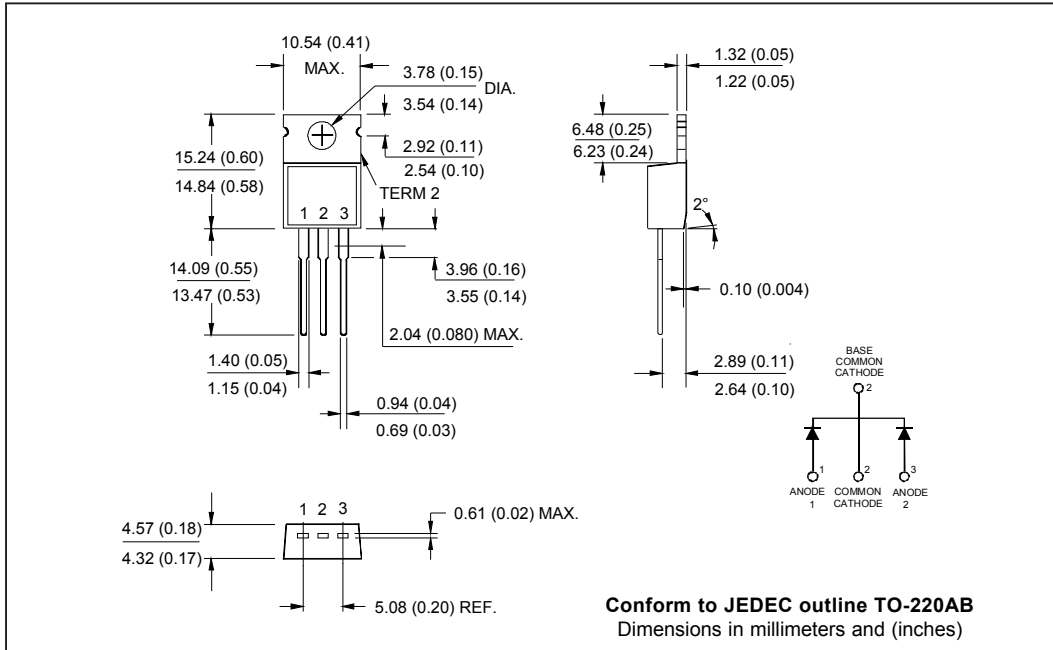 10.54 (0.41)
MAX.
3.78 (0.15)
3.54 (0.14)
DIA.
2.92 (0.11)
2.54 (0.10)
TERM 2
15.24 (0.60)
14.84 (0.58)
1 2 3
14.09 (0.55)
13.47 (0.53)
3.96 (0.16)
3.55 (0.14)
2.04 (0.080) MAX.
1.40 (0.05)
1.15 (0.04)
0.94 (0.04)
0.69 (0.03)
1.32 (0.05)
1.22 (0.05)
6.48 (0.25)
6.23 (0.24)
2°
0.10 (0.004)
2.89 (0.11)
2.64 (0.10)
BASE
COMMON
CATHODE
2
1 2 3
ANODE COMMON ANODE
1 CATHODE 2
1 2 3
4.57 (0.18)
4.32 (0.17)
0.61 (0.02) MAX.
5.08 (0.20) REF.
Conform to JEDEC outline TO-220AB
Dimensions in millimeters and (inches)